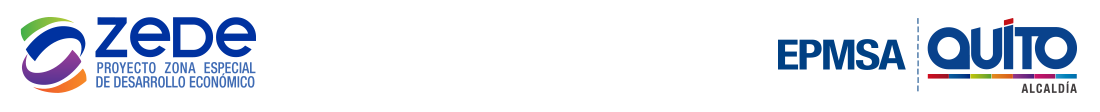 ZEDE
PROYECTO ZONA ESPECIAL
DE DESARROLLO ECONÓMICO
EPMSA
QUITO
ALCALDÍA